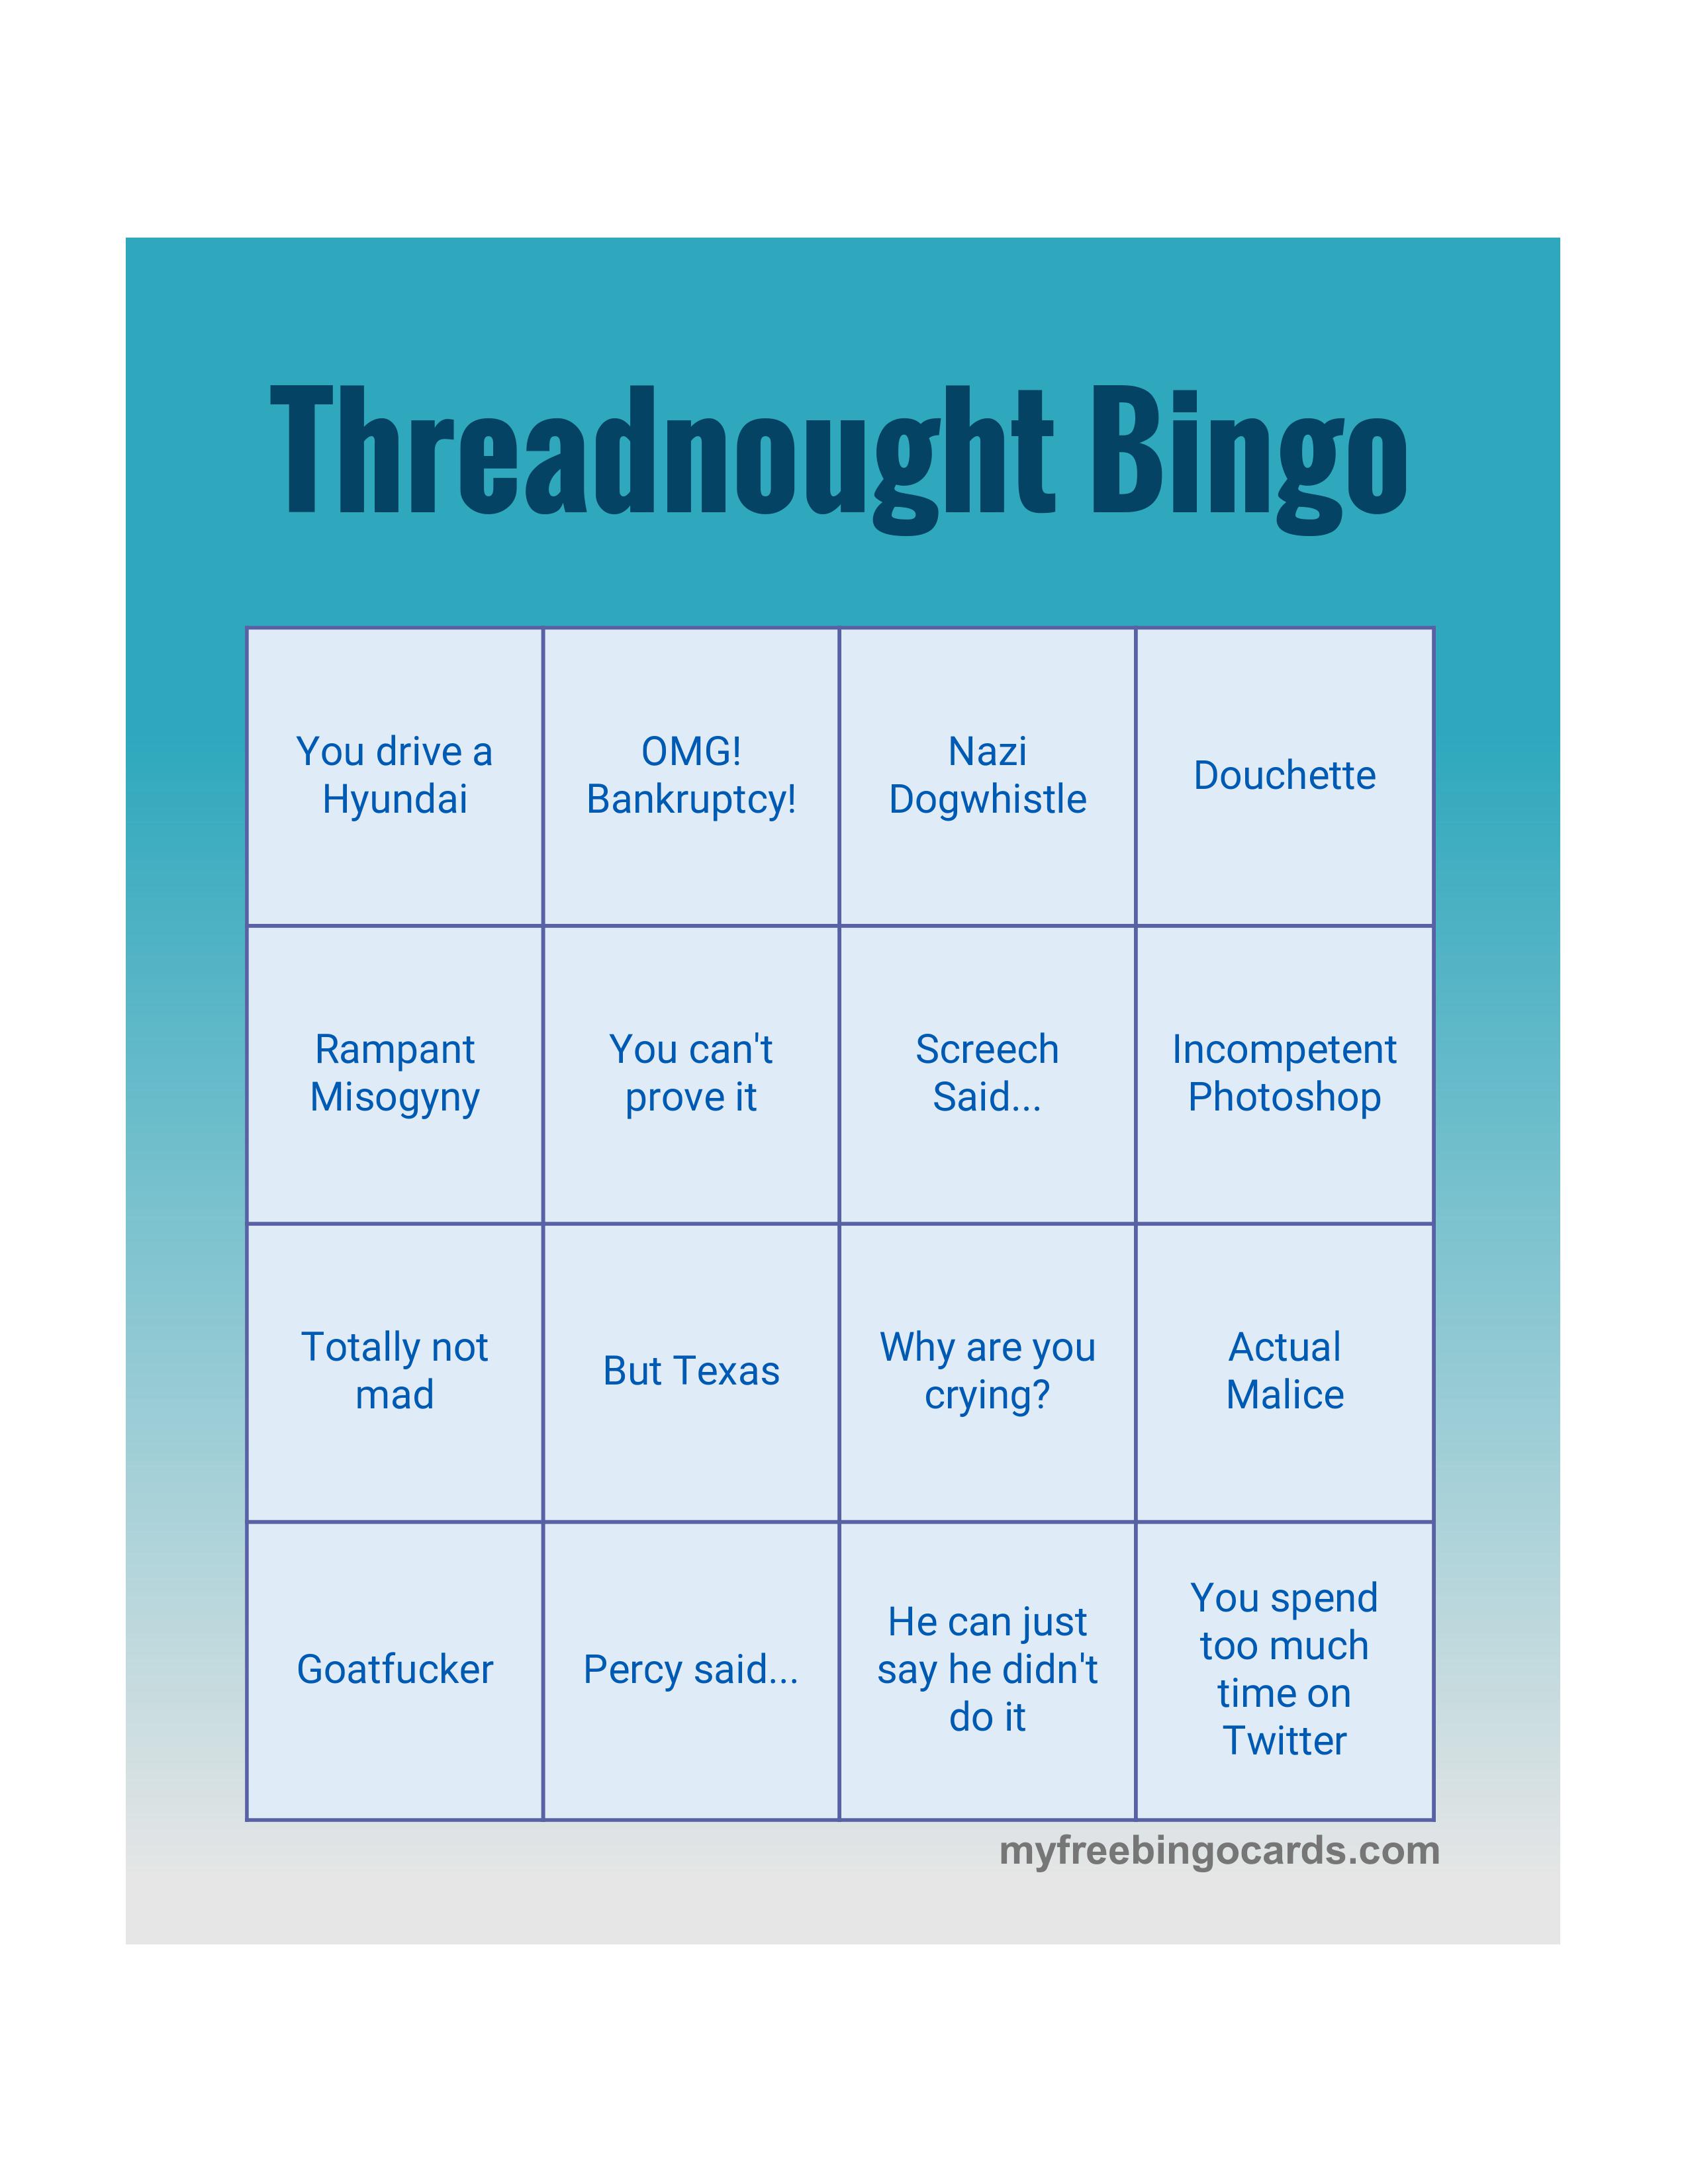 Threadnought Bingo
You drive a
Hyundai
OMG!
Bankruptcy!
Nazi
Dogwhistle
Douchette
Rampant
Misogyny
You can't
prove it
Screech
Said...
Incompetent
Photoshop
Totally not
mad
But Texas
Why are you
crying?
Actual
Malice
Goatfucker
Percy said...
He can just
say he didn't
do it
You spend
too much
time on
Twitter
myfreebingocards.com